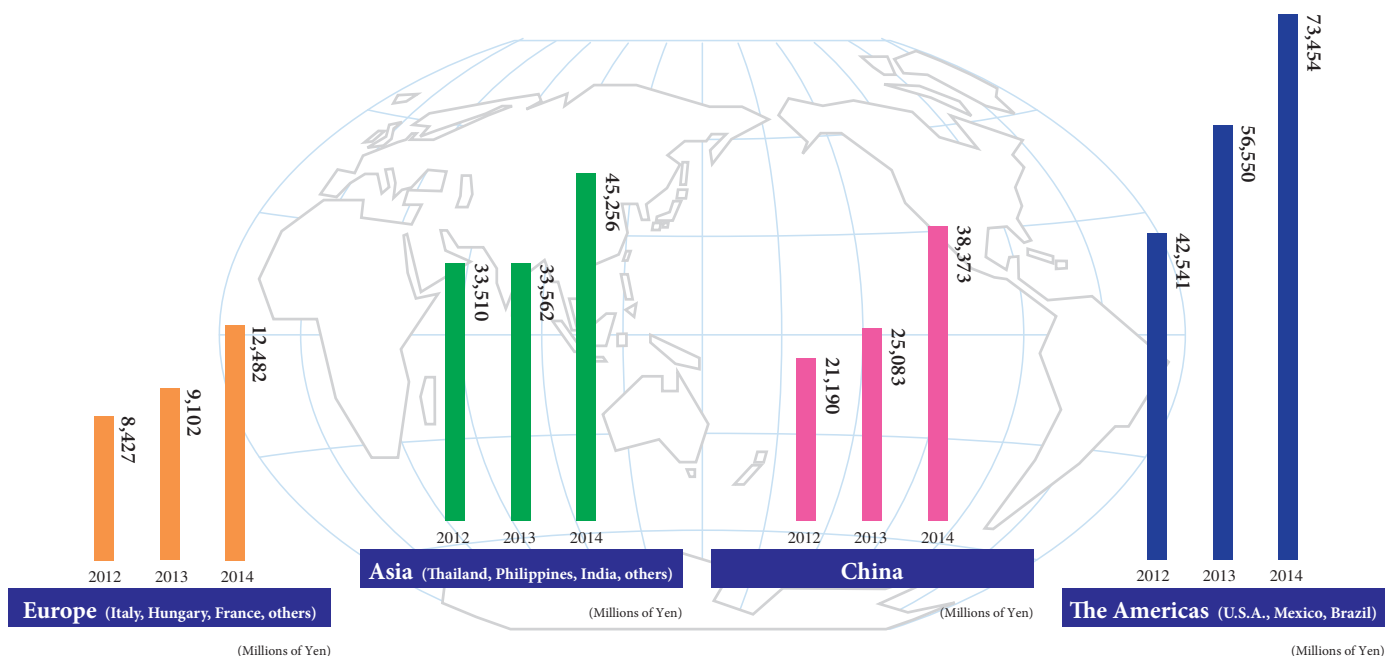 8,427
9,102
12,482
2012 2013 2014
Europe (Italy, Hungary, France, others)
(Millions of Yen)
33,510
33,562
45,256
2012 2013 2014
Asia (Thailand, Philippines, India, others)
(Millions of Yen)
21,190
25,083
38,373
2012 2013 2014
China
(Millions of Yen)
42,541
56,550
73,454
2012 2013 2014
The Americas (U.S.A., Mexico, Brazil)
(Millions of Yen)